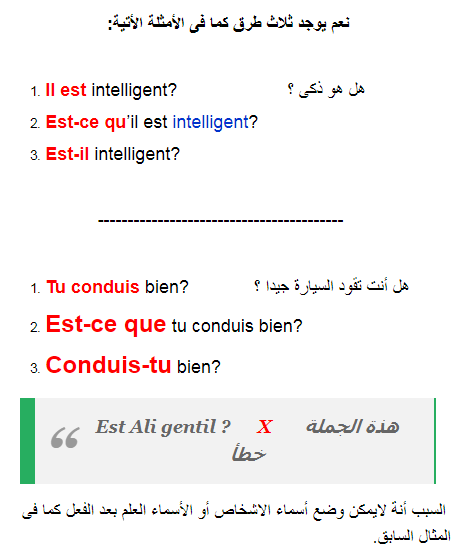 نعم يوجد ثلاث طرق كما فى الأمثلة الأتية:
1. Il est intelligent? هل هو ذكى ؟
2. Est-ce qu’il est intelligent?
3. Est-il intelligent?
-----------------------------------------
1. Tu conduis bien? هل أنت تقود السيارة جيدا ؟
2. Est-ce que tu conduis bien?
3. Conduis-tu bien?
Est Ali gentil ? X هذة الجملة
خطأ
السبب أنة لايمكن وضع أسماء الاشخاص أو الأسماء العلم بعد الفعل كما فى
المثال السابق.